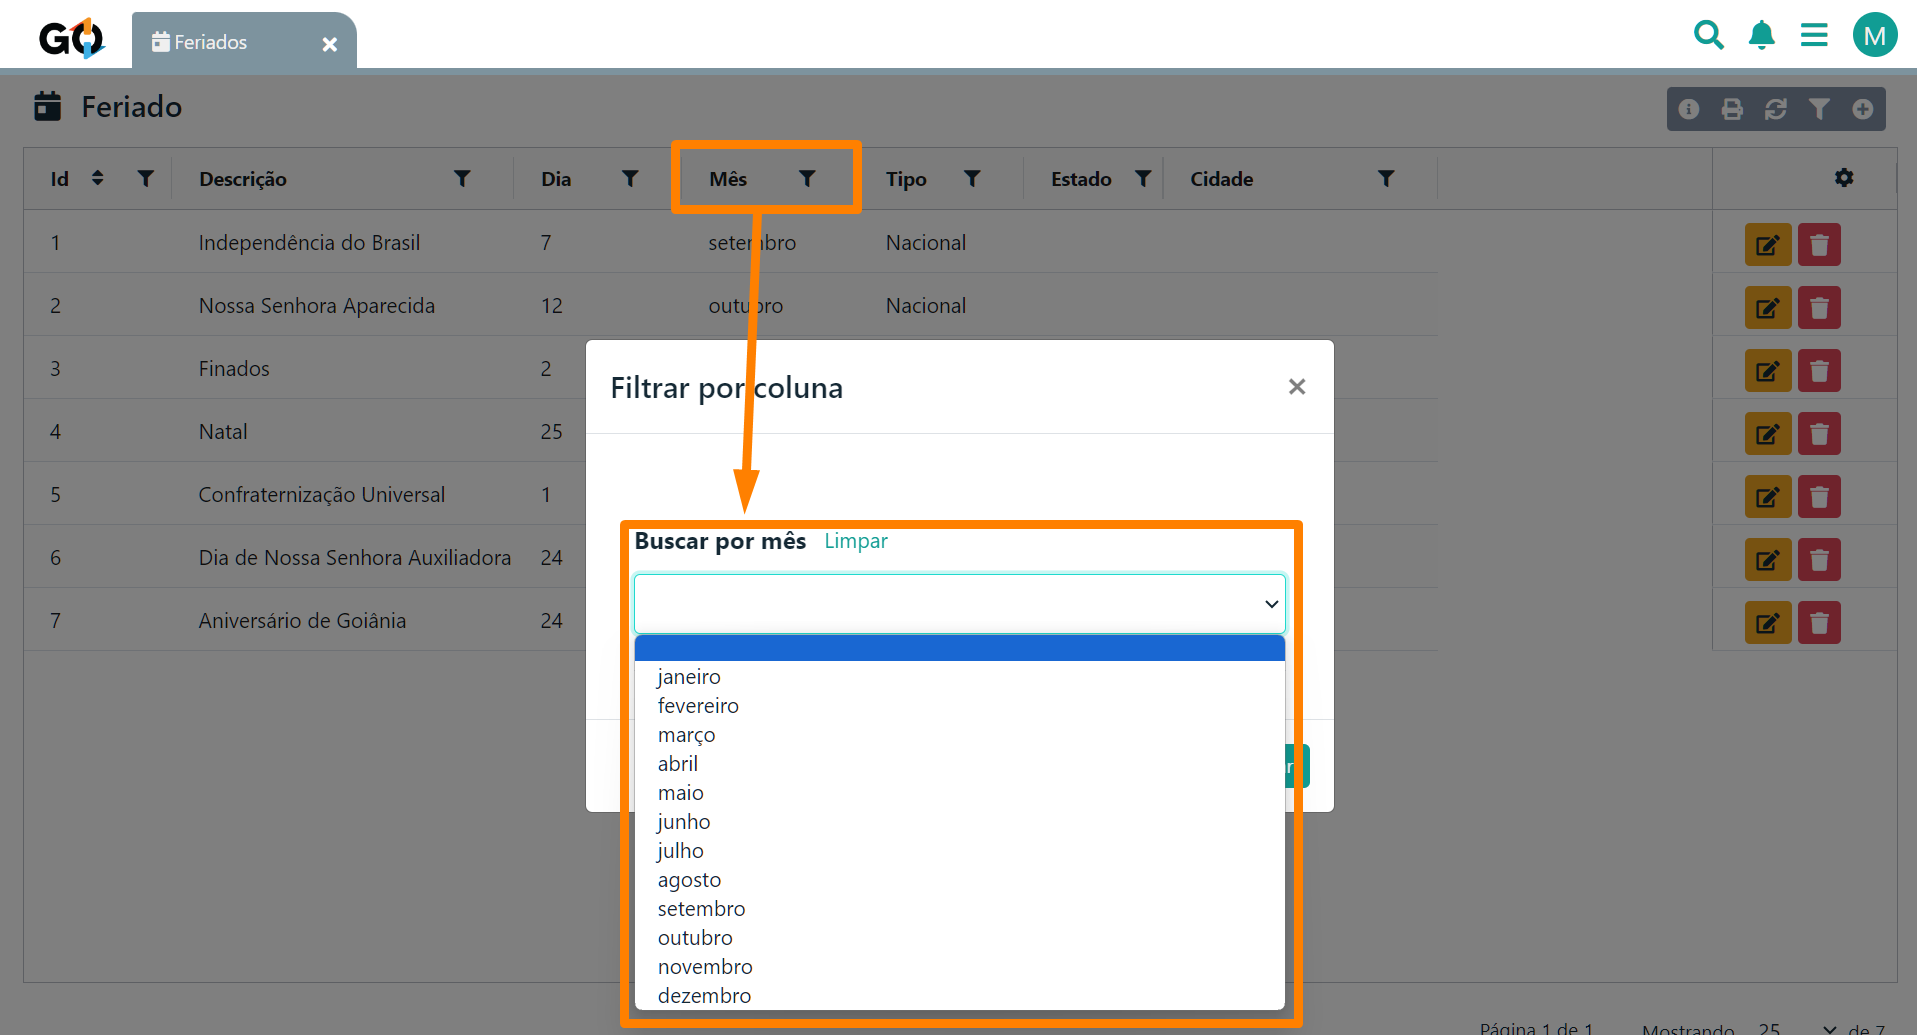 GO Feriados
M
Feriado
Id Descrição Dia Mês Tipo Estado Cidade
1 Independência do Brasil 7 setembro Nacional
2 Nossa Senhora Aparecida 12 outubro Nacional
3 Finados 2
4 Natal 25
5 Confraternização Universal 1
6 Dia de Nossa Senhora Auxiliadora 24
7 Aniversário de Goiânia 24
Filtrar por coluna
Buscar por mês Limpar
janeiro
fevereiro
março
abril
maio
junho
julho
agosto
setembro
outubro
novembro
dezembro
Página 1 de 1 Mostrando 25 de 7